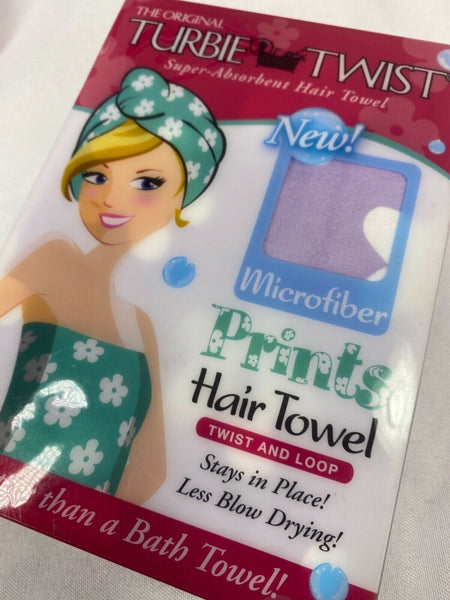 THE ORIGINAL
TURBIE TWIST
Super-Absorbent Hair Towel
New!
Microfiber
Prints
Hair Towel
TWIST AND LOOP
Stays in Place!
Less Blow Drying!
than a Bath Towel!